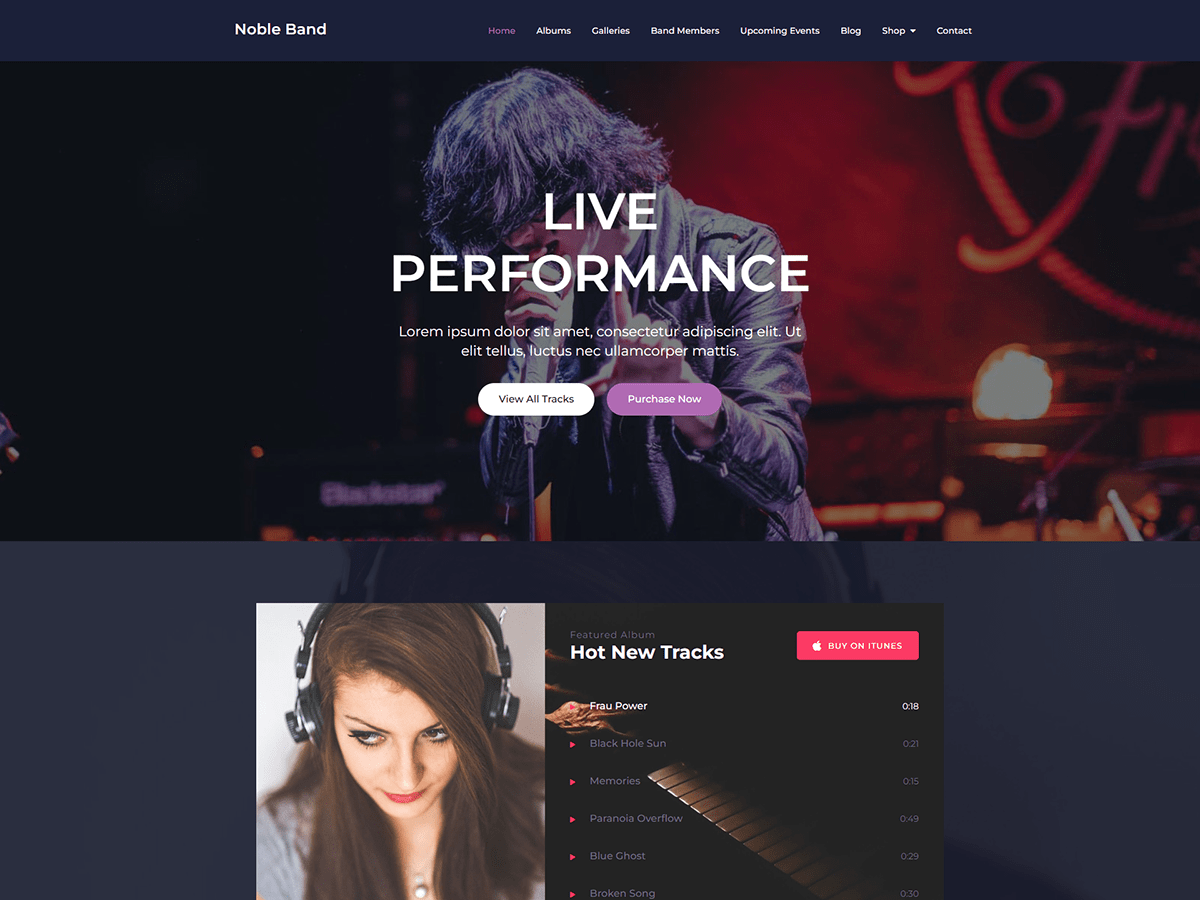 Noble Band
Home Albums Galleries Band Members Upcoming Events Blog Shop Contact
LIVE
PERFORMANCE
Lorem ipsum dolor sit amet, consectetur adipiscing elit. Ut
elit tellus, luctus nec ullamcorper mattis.
View All Tracks Purchase Now
Blackstar
Featured Album
Hot New Tracks
BUY ON ITUNES
Frau Power 0:18
Black Hole Sun 0:21
Memories 0:15
Paranoia Overflow 0:49
Blue Ghost 0:29
Broken Song 0:30